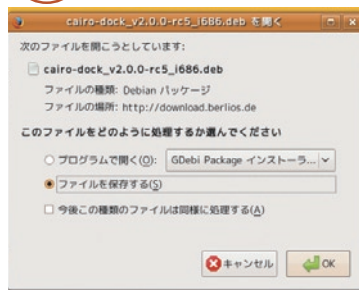 cairo-dock_v2.0.0-rc5_i686.deb を開く
次のファイルを開こうとしています:
cairo-dock_v2.0.0-rc5_i686.deb
ファイルの種類: Debian パッケージ
ファイルの場所: http://download.berlios.de
このファイルをどのように処理するか選んでください
プログラムで開く(O): GDebi Package インストーラ...
ファイルを保存する(S)
今後この種類のファイルは同様に処理する(A)
キャンセル OK